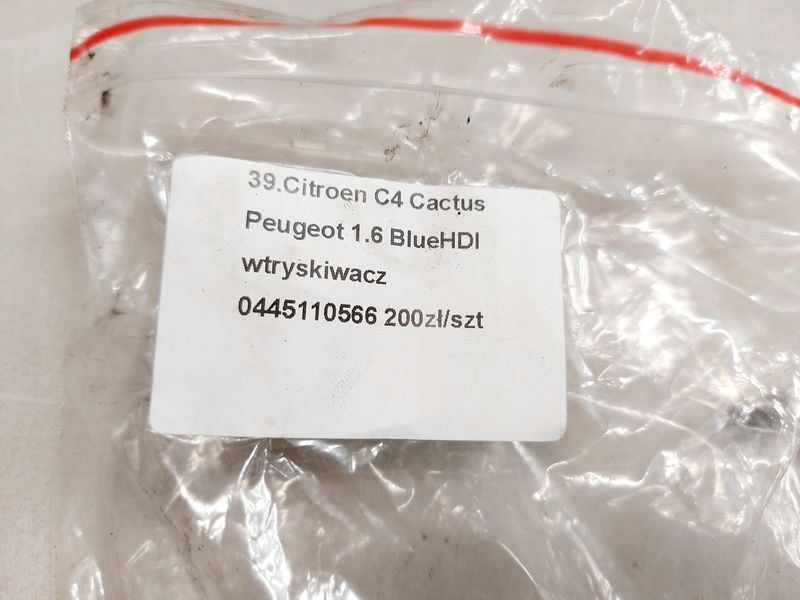 39.Citroen C4 Cactus
Peugeot 1.6 BlueHDI
wtryskiwacz
0445110566 200zł/szt